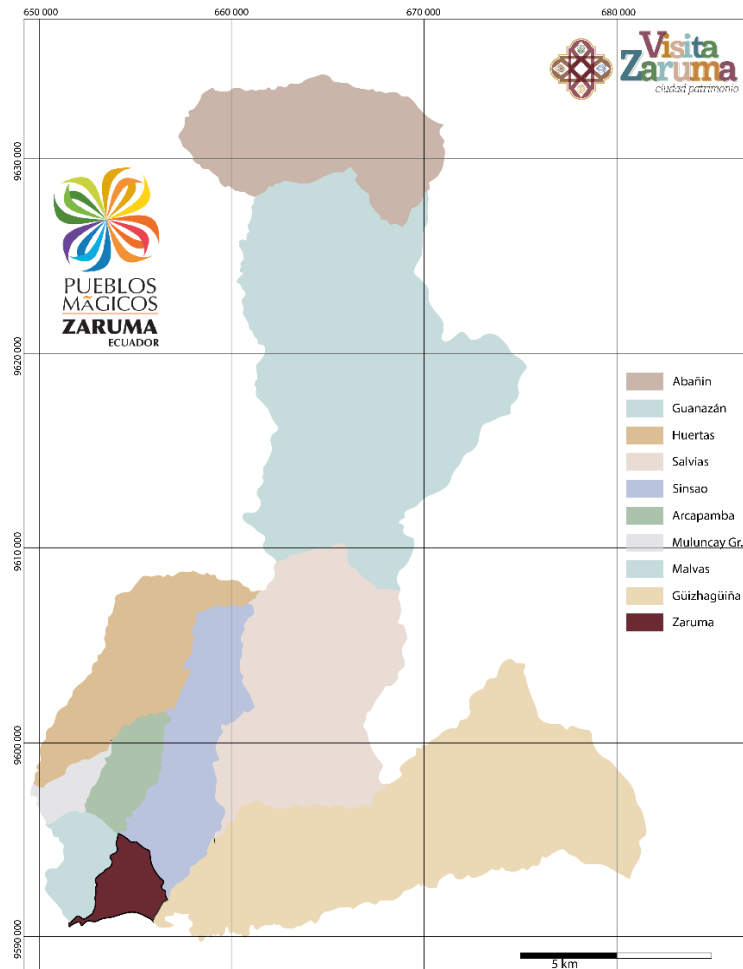 650 000
660 000
670 000
680 000
Visita
Zaruma
ciudad patrimonio
9630 000
PUEBLOS
MÃGICOS
ZARUMA
ECUADOR
9620 000
Abañin
Guanazán
Huertas
Salvias
Sinsao
Arcapamba
Muluncay Gr.
Malvas
Güizhagüiña
Zaruma
9610 000
9600 000
9590 000
5 km